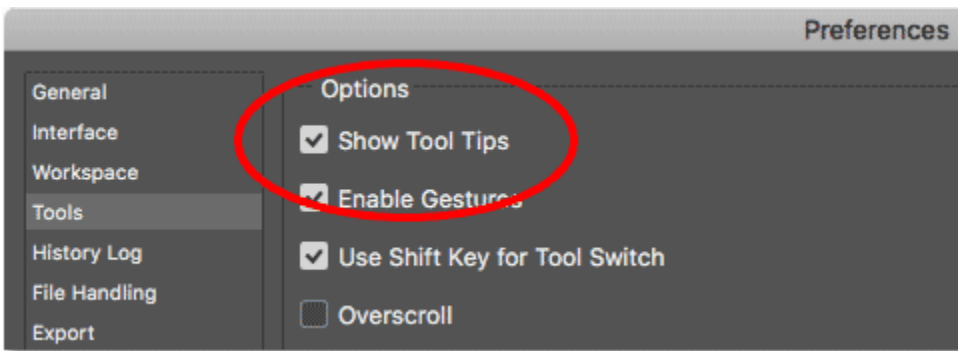 Preferences
General
Interface
Workspace
Tools
History Log
File Handling
Export
Options
Show Tool Tips
Enable Gestures
Use Shift Key for Tool Switch
Overscroll